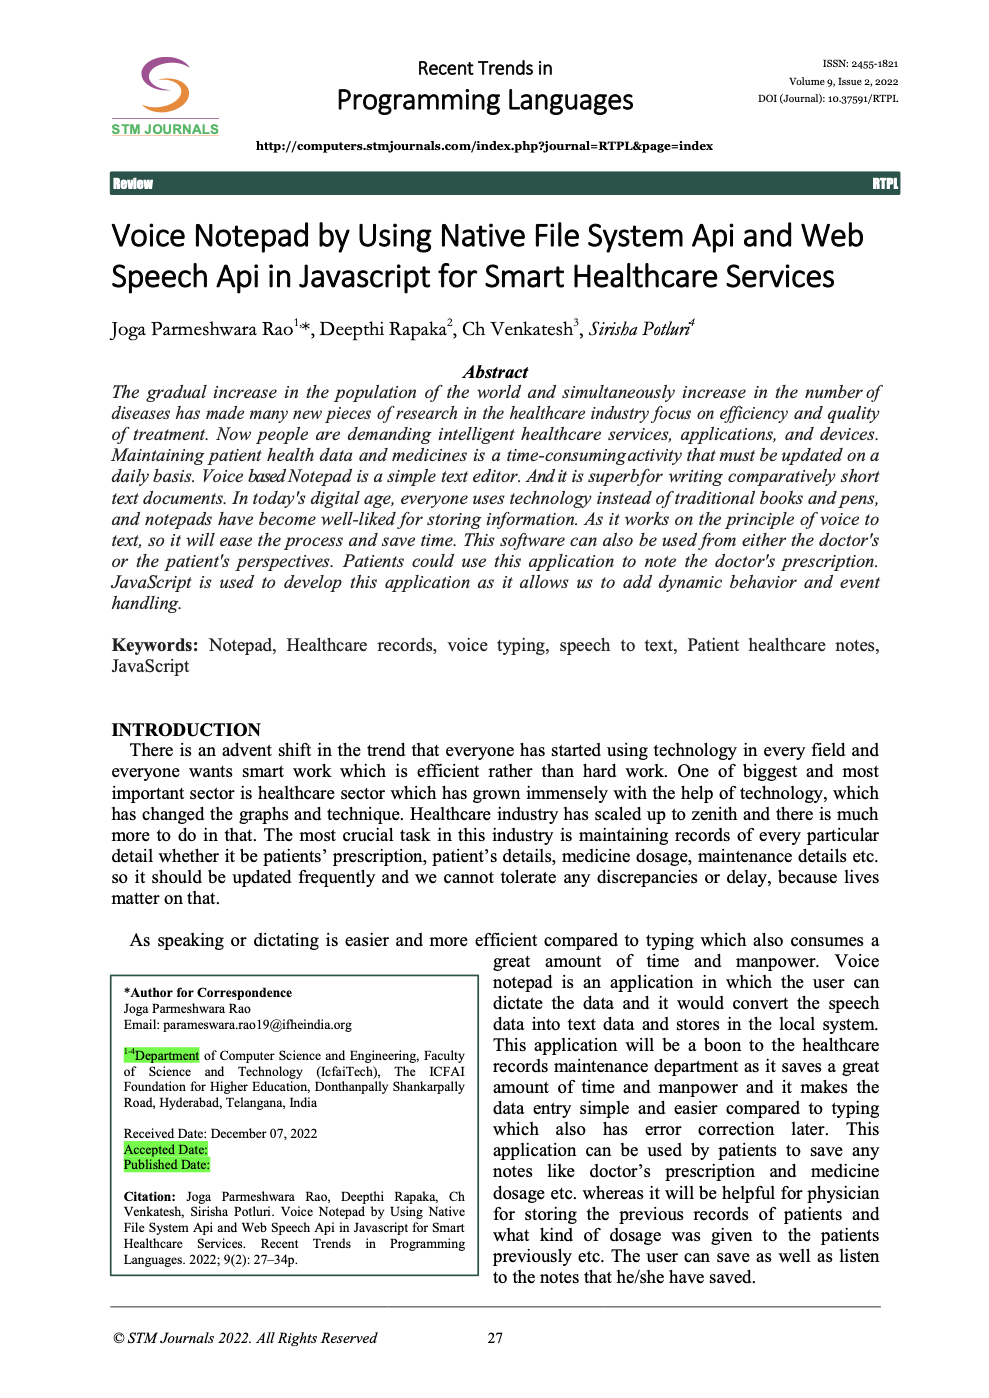 STM JOURNALS
Recent Trends in
Programming Languages
ISSN: 2455-1821
Volume 9, Issue 2, 2022
DOI (Journal): 10.37591/RTPL
http://computers.stmjournals.com/index.php?journal=RTPL&page=index
Review RTPL
Voice Notepad by Using Native File System Api and Web
Speech Api in Javascript for Smart Healthcare Services
Joga Parmeshwara Rao1,*, Deepthi Rapaka2, Ch Venkatesh3, Sirisha Potluri4
Abstract
The gradual increase in the population of the world and simultaneously increase in the number of
diseases has made many new pieces of research in the healthcare industry focus on efficiency and quality
of treatment. Now people are demanding intelligent healthcare services, applications, and devices.
Maintaining patient health data and medicines is a time-consuming activity that must be updated on a
daily basis. Voice based Notepad is a simple text editor. And it is superb for writing comparatively short
text documents. In today's digital age, everyone uses technology instead of traditional books and pens,
and notepads have become well-liked for storing information. As it works on the principle of voice to
text, so it will ease the process and save time. This software can also be used from either the doctor's
or the patient's perspectives. Patients could use this application to note the doctor's prescription.
JavaScript is used to develop this application as it allows us to add dynamic behavior and event
handling.
Keywords: Notepad, Healthcare records, voice typing, speech to text, Patient healthcare notes,
JavaScript
INTRODUCTION
There is an advent shift in the trend that everyone has started using technology in every field and
everyone wants smart work which is efficient rather than hard work. One of biggest and most
important sector is healthcare sector which has grown immensely with the help of technology, which
has changed the graphs and technique. Healthcare industry has scaled up to zenith and there is much
more to do in that. The most crucial task in this industry is maintaining records of every particular
detail whether it be patients’ prescription, patient’s details, medicine dosage, maintenance details etc.
so it should be updated frequently and we cannot tolerate any discrepancies or delay, because lives
matter on that.
As speaking or dictating is easier and more efficient compared to typing which also consumes a
great amount of time and manpower. Voice
notepad is an application in which the user can
dictate the data and it would convert the speech
data into text data and stores in the local system.
This application will be a boon to the healthcare
records maintenance department as it saves a great
amount of time and manpower and it makes the
data entry simple and easier compared to typing
which also has error correction later. This
application can be used by patients to save any
notes like doctor’s prescription and medicine
dosage etc. whereas it will be helpful for physician
for storing the previous records of patients and
what kind of dosage was given to the patients
previously etc. The user can save as well as listen
to the notes that he/she have saved.
*Author for Correspondence
Joga Parmeshwara Rao
Email: parameswara.rao19@ifheindia.org
1-4Department of Computer Science and Engineering, Faculty
of Science and Technology (IcfaiTech), The ICFAI
Foundation for Higher Education, Donthanpally Shankarpally
Road, Hyderabad, Telangana, India
Received Date: December 07, 2022
Accepted Date:
Published Date:
Citation: Joga Parmeshwara Rao, Deepthi Rapaka, Ch
Venkatesh, Sirisha Potluri. Voice Notepad by Using Native
File System Api and Web Speech Api in Javascript for Smart
Healthcare Services. Recent Trends in Programming
Languages. 2022; 9(2): 27–34p.
© STM Journals 2022. All Rights Reserved 27